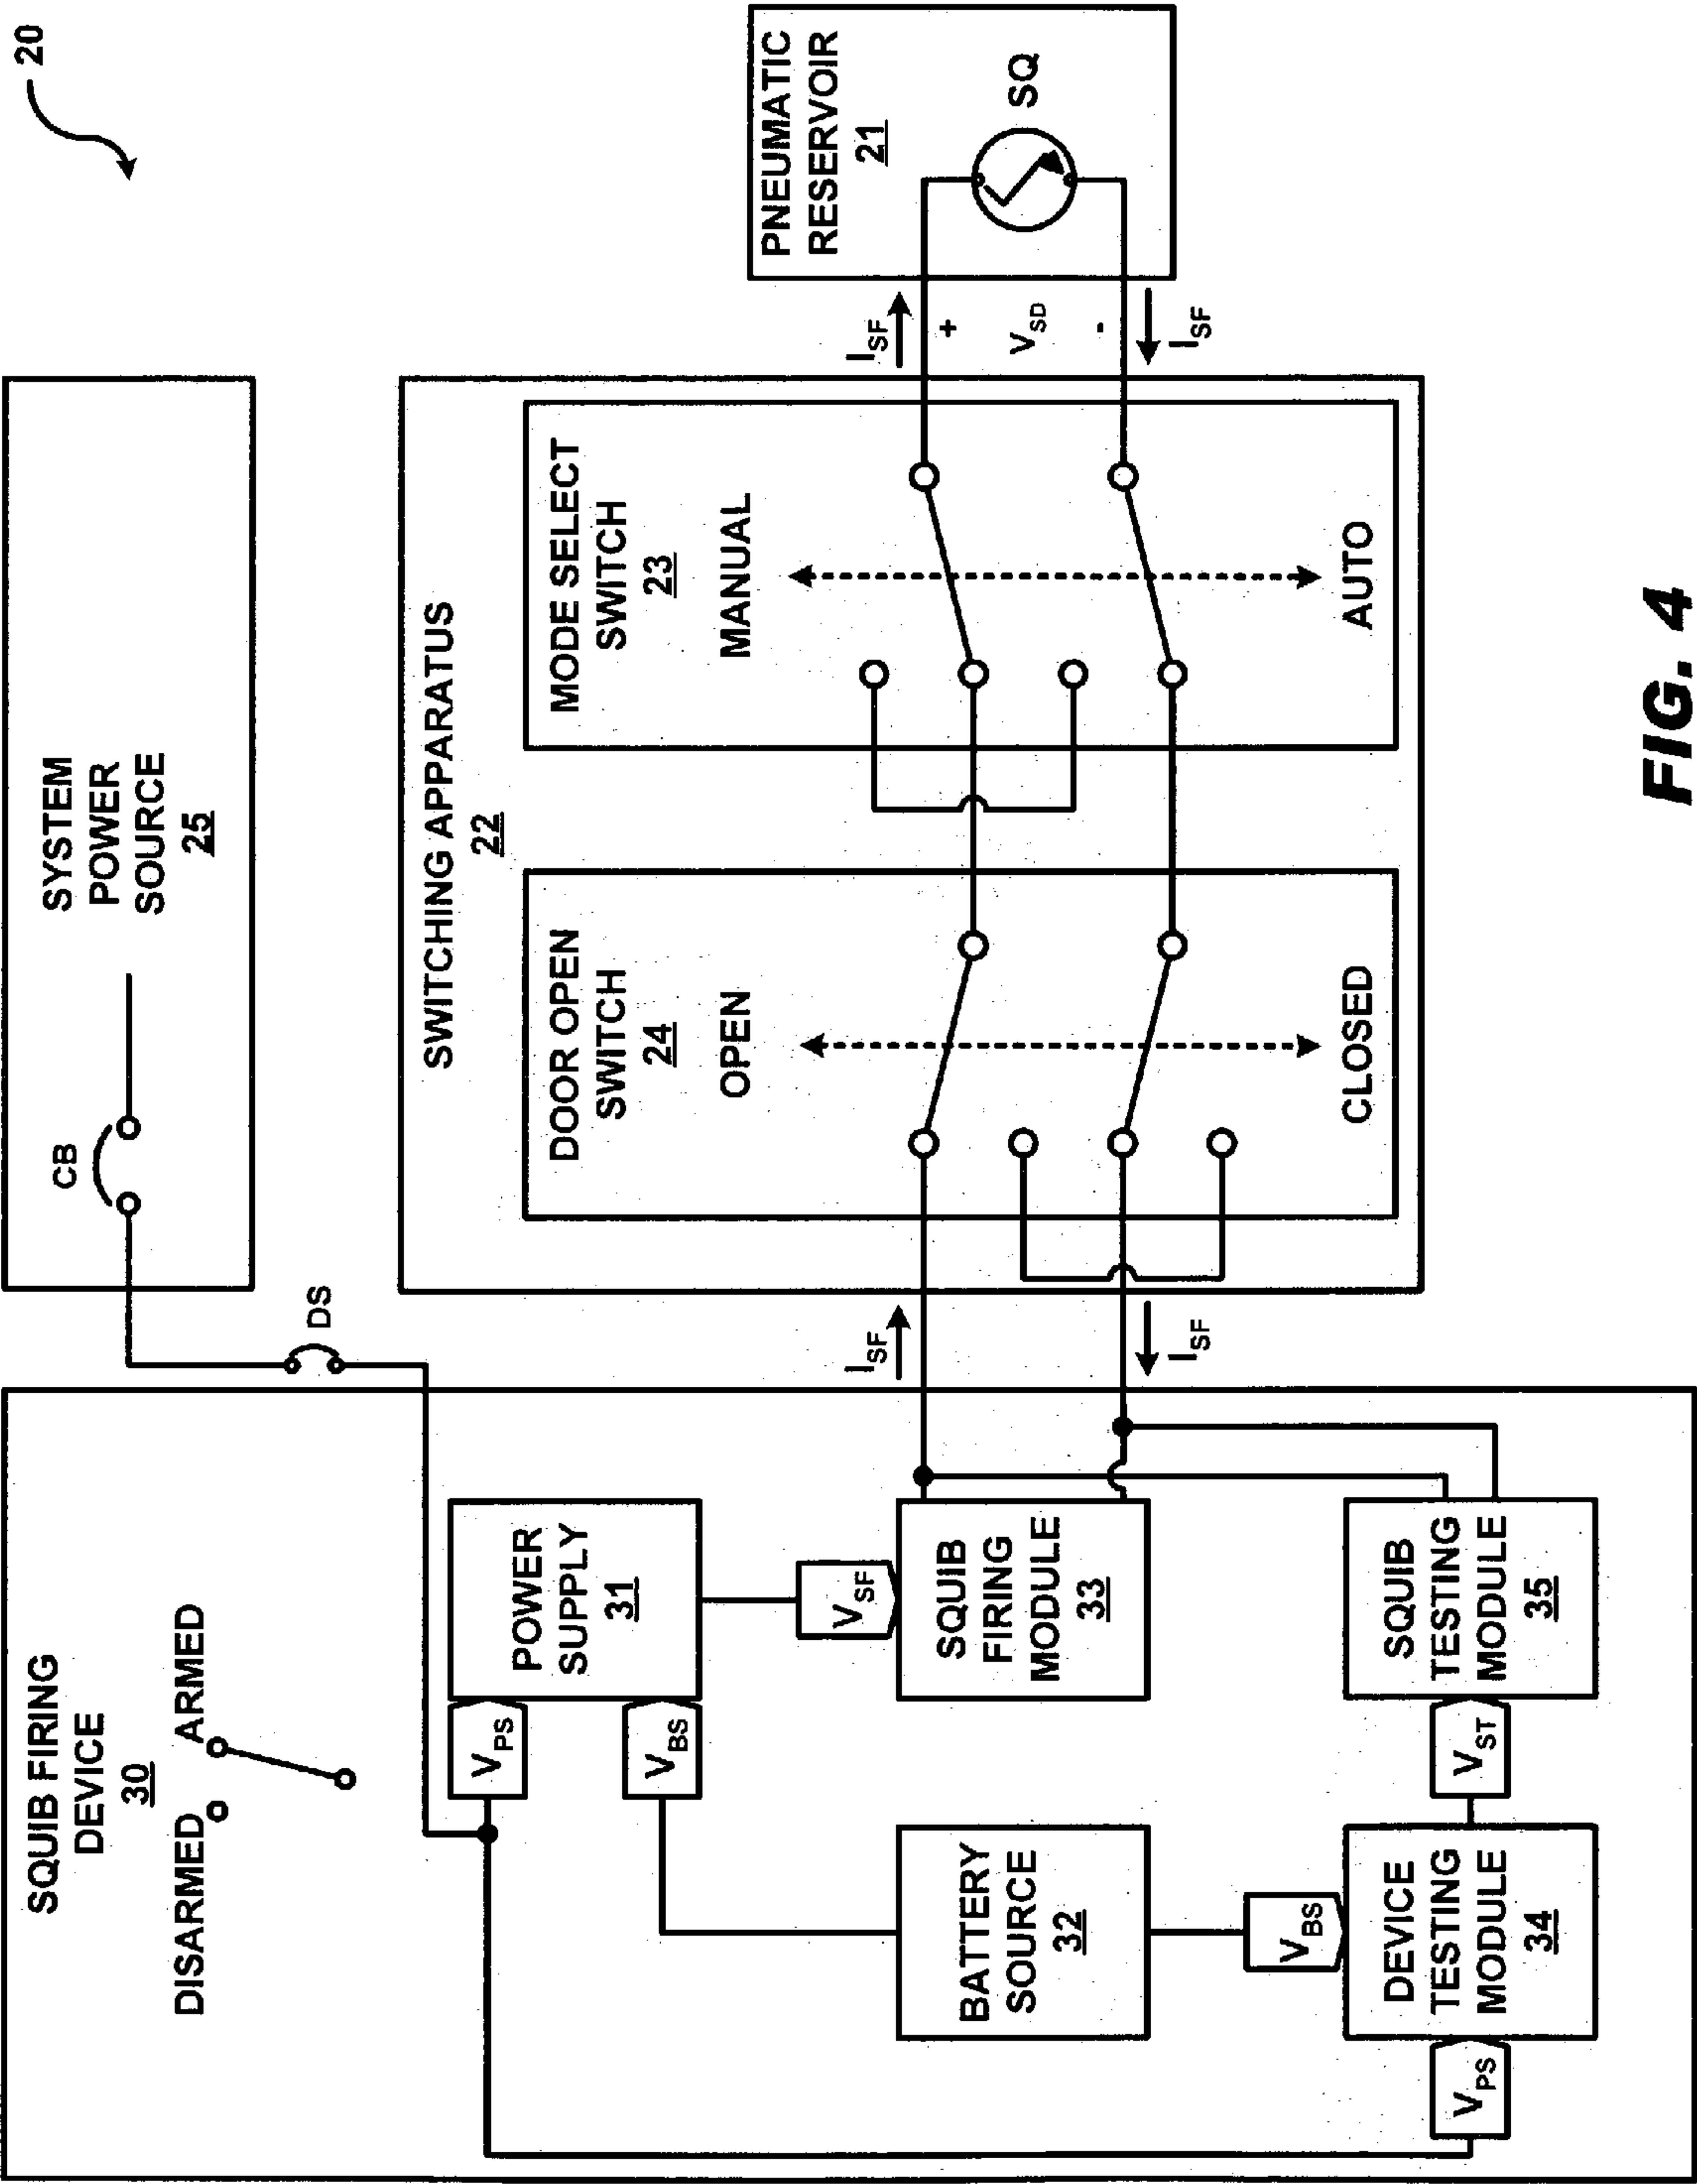 20
SQUIB FIRING
DEVICE
30
DISARMED
ARMED
POWER
SUPPLY
31
V_PS
V_BS
V_SF
BATTERY
SOURCE
32
SQUIB
FIRING
MODULE
33
V_BS
V_PS
DEVICE
TESTING
MODULE
34
V_ST
SQUIB
TESTING
MODULE
35
DS
I_SF
I_SF
SYSTEM
POWER
SOURCE
25
CB
SWITCHING APPARATUS
22
DOOR OPEN
SWITCH
24
OPEN
CLOSED
MODE SELECT
SWITCH
23
MANUAL
AUTO
I_SF
+
V_SD
-
I_SF
PNEUMATIC
RESERVOIR
21
SQ
FIG. 4